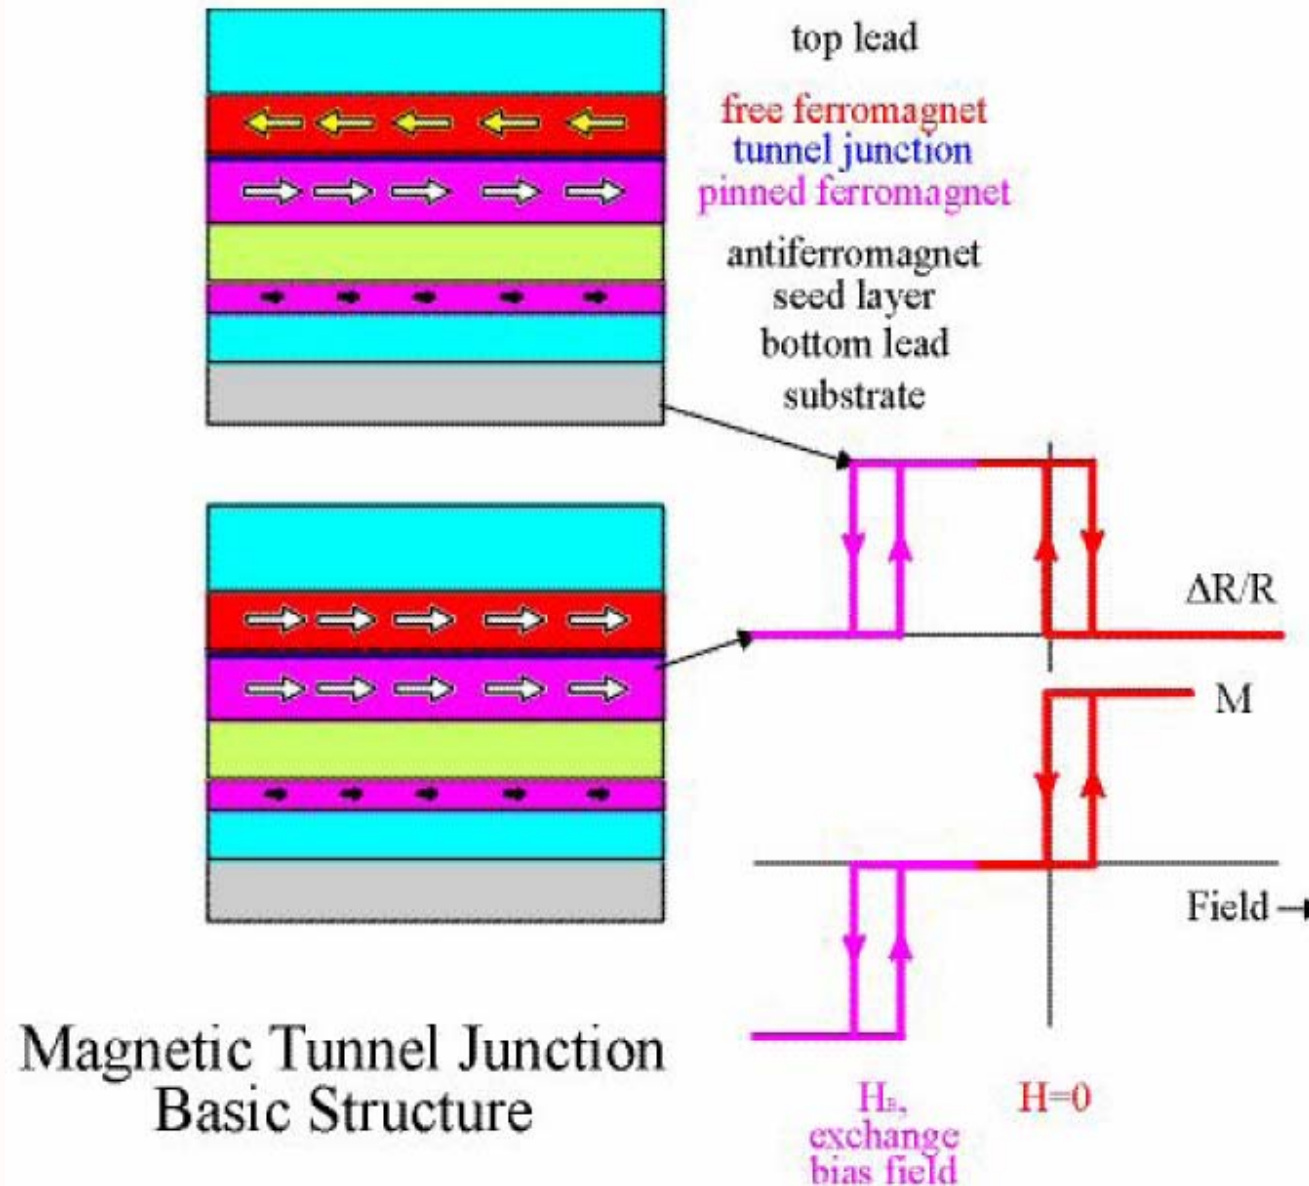 top lead
free ferromagnet
tunnel junction
pinned ferromagnet
antiferromagnet
seed layer
bottom lead
substrate
ΔR/R
M
Field →
Magnetic Tunnel Junction
Basic Structure
H_B,
exchange
bias field
H=0